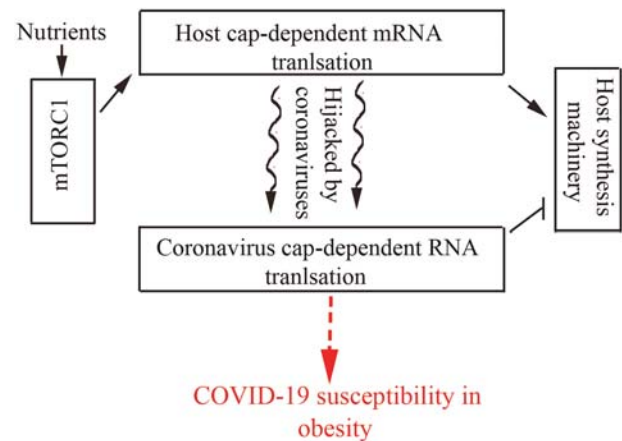 Nutrients
mTORC1
Host cap-dependent mRNA
tranlsation
Hijacked by
coronaviruses
Host synthesis
machinery
Coronavirus cap-dependent RNA
tranlsation
COVID-19 susceptibility in
obesity